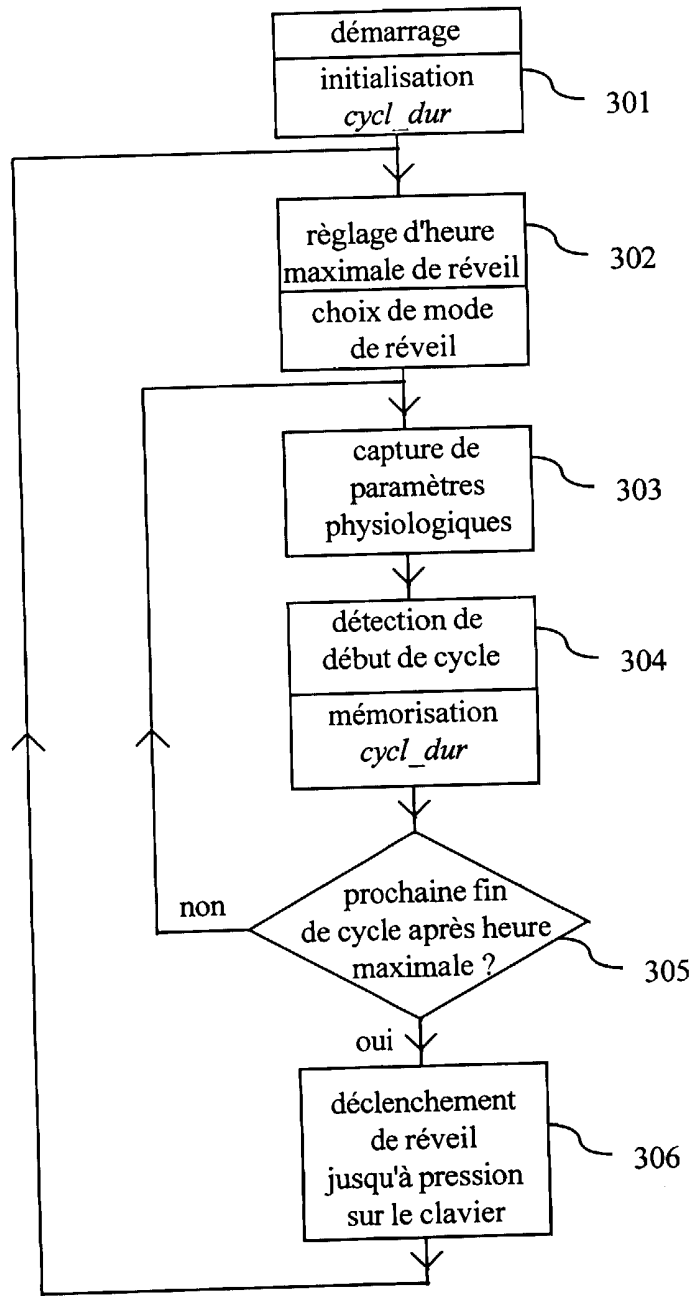 démarrage
initialisation
cycl_dur
301
règlage d'heure
maximale de réveil
302
choix de mode
de réveil
capture de
paramètres
physiologiques
303
détection de
début de cycle
304
mémorisation
cycl_dur
non
prochaine fin
de cycle après heure
maximale ?
305
oui
déclenchement
de réveil
jusqu'à pression
sur le clavier
306